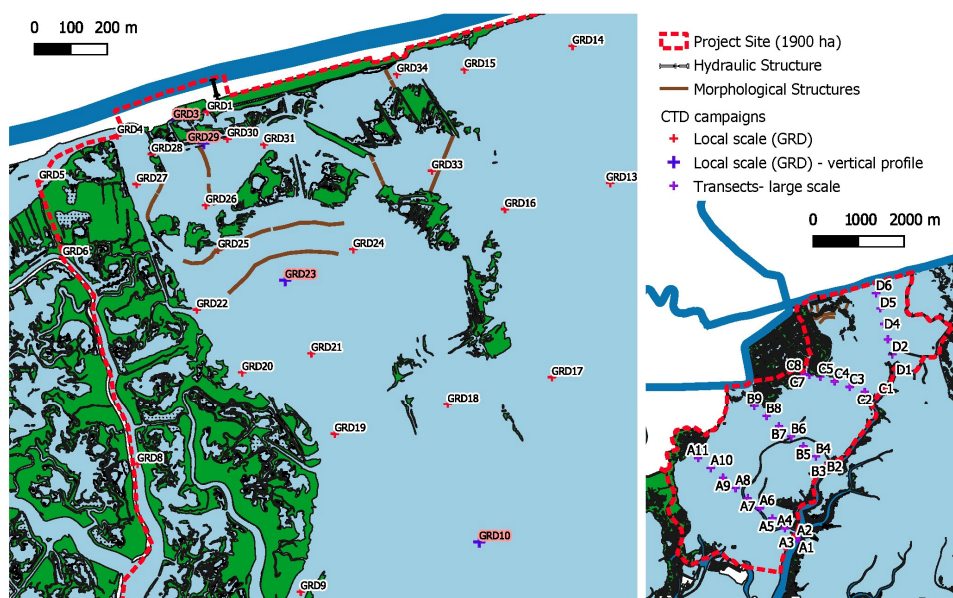 0 100 200 m
GRD14
GRD15
GRD34
GRD1
GRD3
GRD4
GRD29
GRD30
GRD31
GRD28
GRD5
GRD27
GRD33
GRD13
GRD26
GRD16
GRD6
GRD25
GRD24
GRD23
GRD22
GRD21
GRD20
GRD17
GRD18
GRD19
GRD8
GRD10
GRD9
Project Site (1900 ha)
Hydraulic Structure
Morphological Structures
CTD campaigns
Local scale (GRD)
Local scale (GRD) - vertical profile
Transects- large scale
0 1000 2000 m
D6
D5
D4
D2
D1
C8
C7
C5
C4
C3
C2
C1
B9
B8
B7
B6
B5
B4
B3
B2
A11
A10
A9
A8
A7
A6
A5
A4
A3
A2
A1